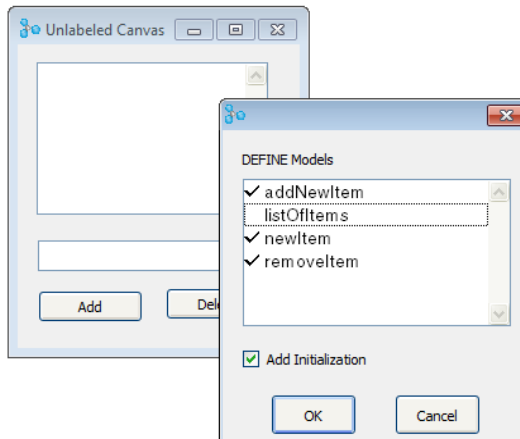 Unlabeled Canvas
DEFINE Models
addNewItem
listOfItems
newItem
removeItem
Add
Add Initialization
OK
Cancel